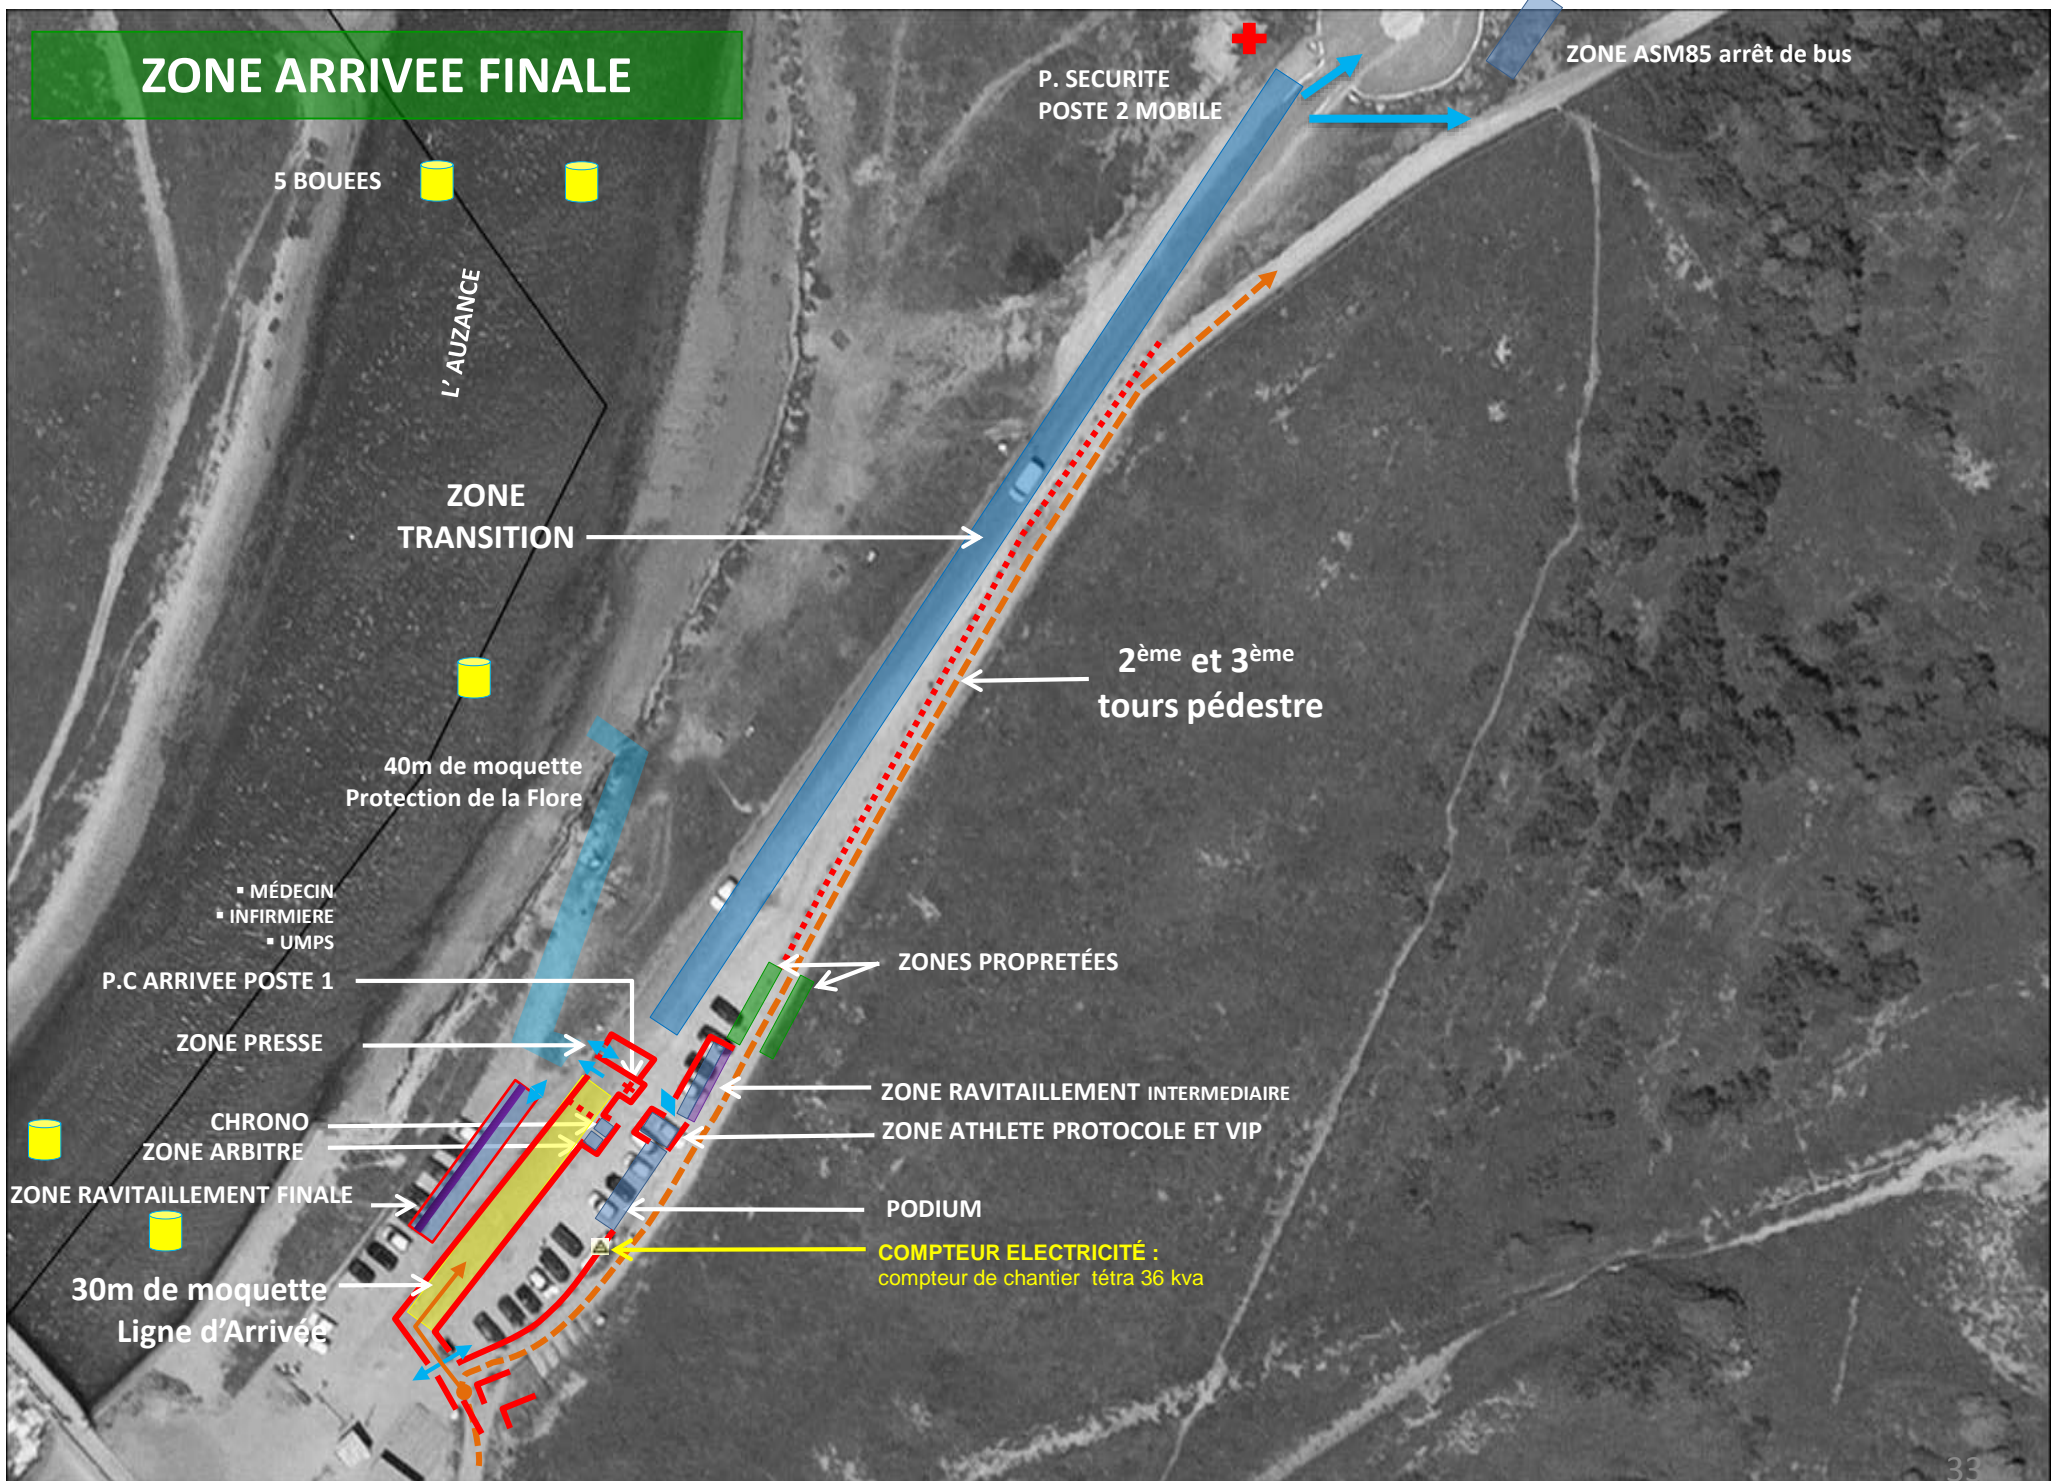 ZONE ARRIVEE FINALE
P. SECURITE
POSTE 2 MOBILE
ZONE ASM85 arrêt de bus
5 BOUEES
L' AUZANCE
ZONE
TRANSITION
2ème et 3ème
tours pédestre
40m de moquette
Protection de la Flore
▪ MÉDECIN
▪ INFIRMIERE
▪ UMPS
P.C ARRIVEE POSTE 1
ZONES PROPRETÉES
ZONE PRESSE
ZONE RAVITAILLEMENT INTERMEDIAIRE
CHRONO
ZONE ARBITRE
ZONE ATHLETE PROTOCOLE ET VIP
ZONE RAVITAILLEMENT FINALE
PODIUM
COMPTEUR ELECTRICITÉ :
compteur de chantier tétra 36 kva
30m de moquette
Ligne d'Arrivée
33